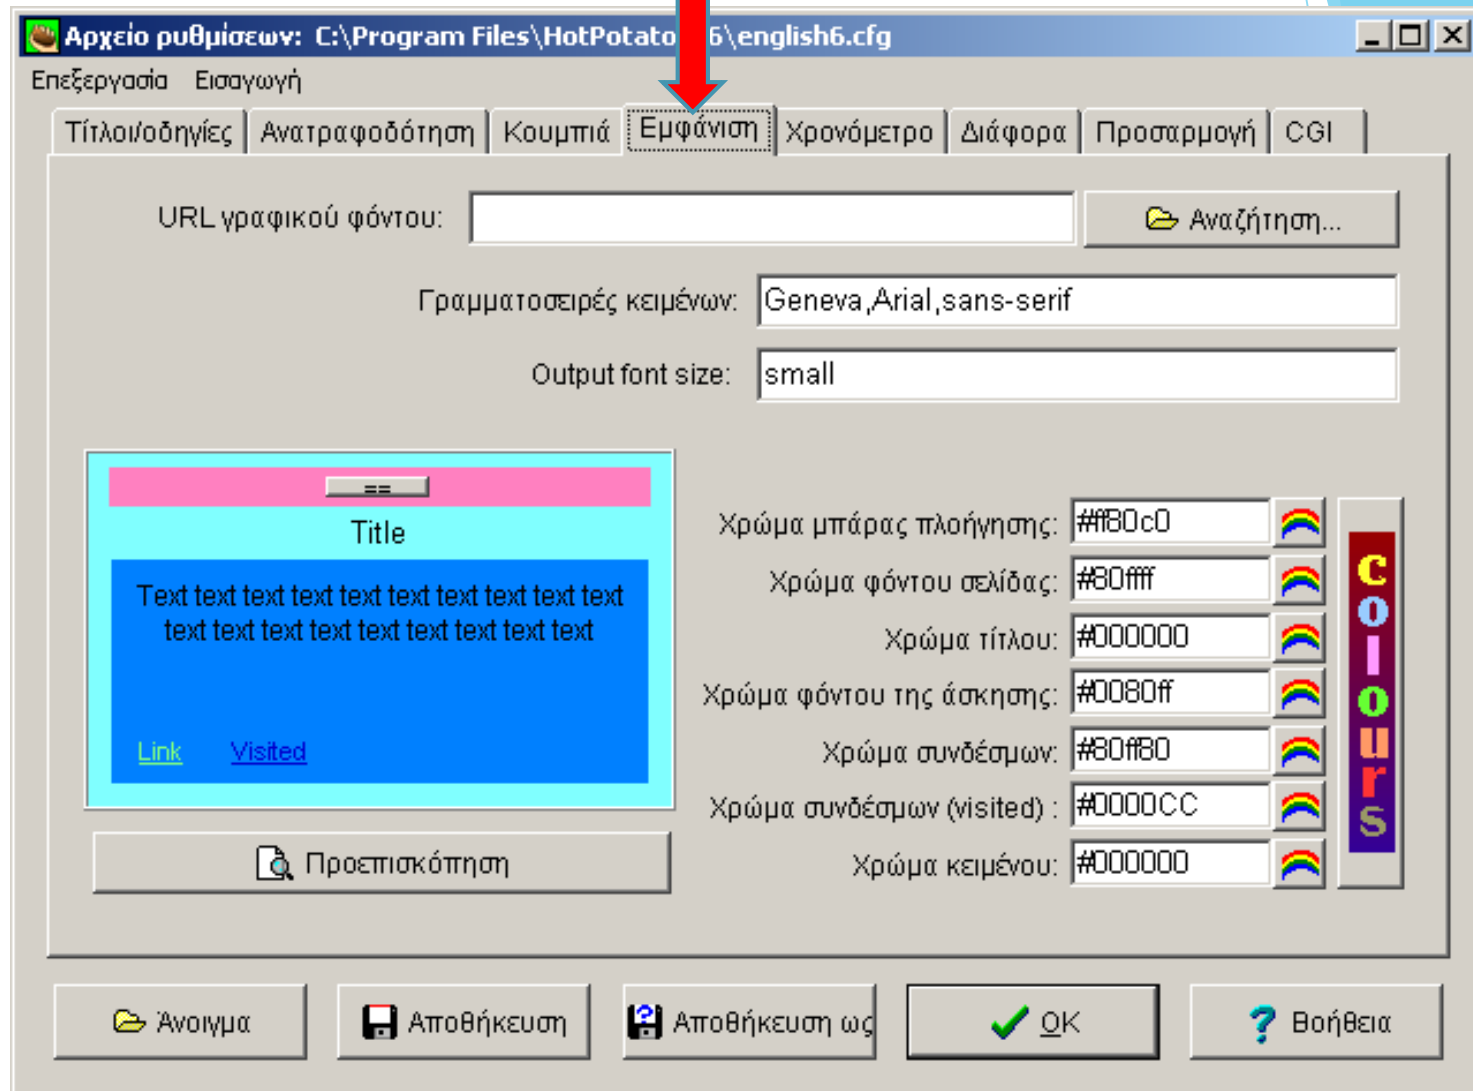 Αρχείο ρυθμίσεων: C:\Program Files\HotPotato 6\english6.cfg
Επεξεργασία Εισαγωγή
Τίτλοι/οδηγίες Ανατραφοδότηση Κουμπιά Εμφάνιση Χρονόμετρο Διάφορα Προσαρμογή CGI
URL γραφικού φόντου: Αναζήτηση...
Γραμματοσειρές κειμένων: Geneva,Arial,sans-serif
Output font size: small
==
Title
Text text text text text text text text text text
text text text text text text text text text
Link Visited
Προεπισκόπηση
Χρώμα μπάρας πλοήγησης: #ff80c0
Χρώμα φόντου σελίδας: #80ffff
Χρώμα τίτλου: #000000
Χρώμα φόντου της άσκησης: #0080ff
Χρώμα συνδέσμων: #80ff80
Χρώμα συνδέσμων (visited) : #0000CC
Χρώμα κειμένου: #000000
Colours
Άνοιγμα Αποθήκευση Αποθήκευση ως OK Βοήθεια